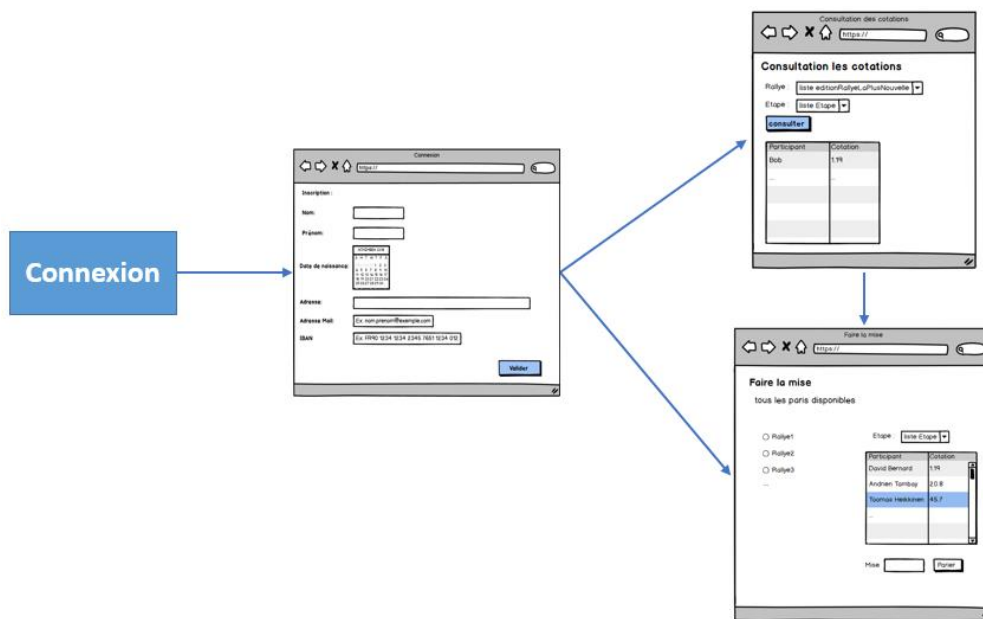 Connexion
Connexion
https://
Inscription :
Nom:
Prénom:
Date de naissance:
Adresse:
Adresse Mail: Ex: nom.prenom@exemple.com
IBAN
Valider
Consultation des cotations
https://
Consultation les cotations
Rallye : liste editionRallyeLaPlusNouvelle
Etape : liste Etape
consulter
Participant Cotation
Bob 1.19
... ...
Faire la mise
https://
Faire la mise
tous les paris disponibles
Rallye1
Rallye2
Rallye3
...
Etape : liste Etape
Participant Cotation
David Bernard 1.19
Andrien Tambay 20.8
Toomas Heikkinen 45.7
...
Mise
Parier